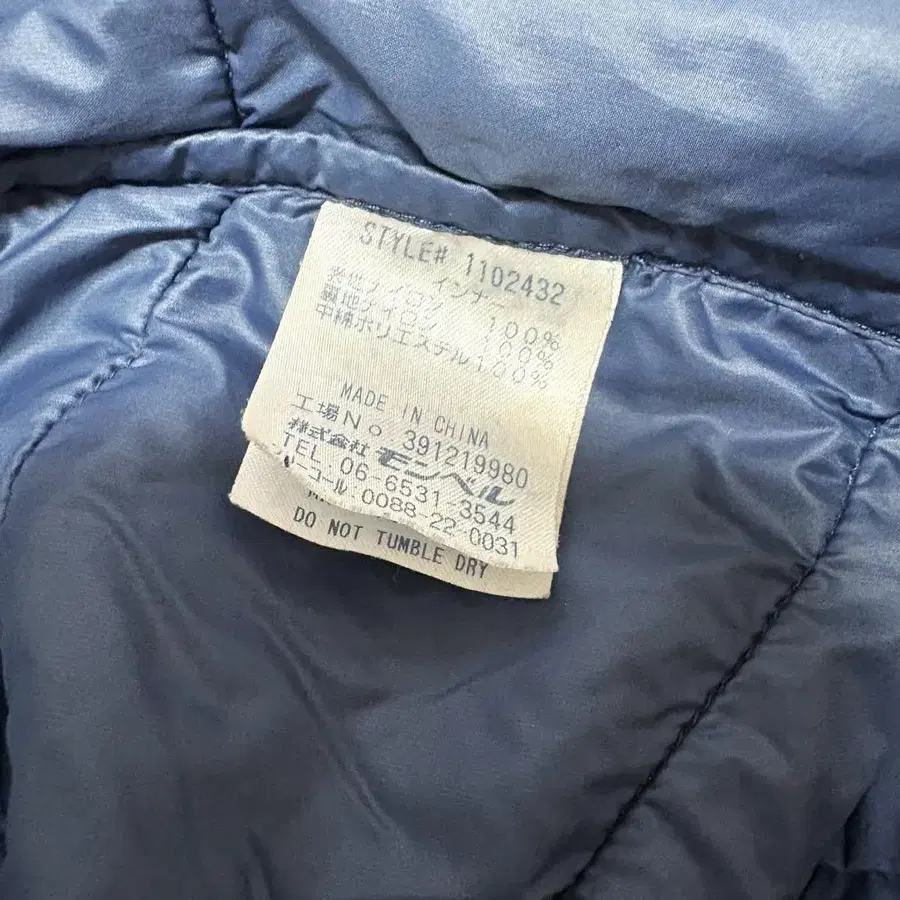 STYLE# 1102432
インナー
表地ナイロン 100%
裏地ナイロン 100%
中綿ポリエステル100%
MADE IN CHINA
工場No 391219980
株式会社モンベル
TEL.06-6531-3544
コール.0088-22-0031
DO NOT TUMBLE DRY